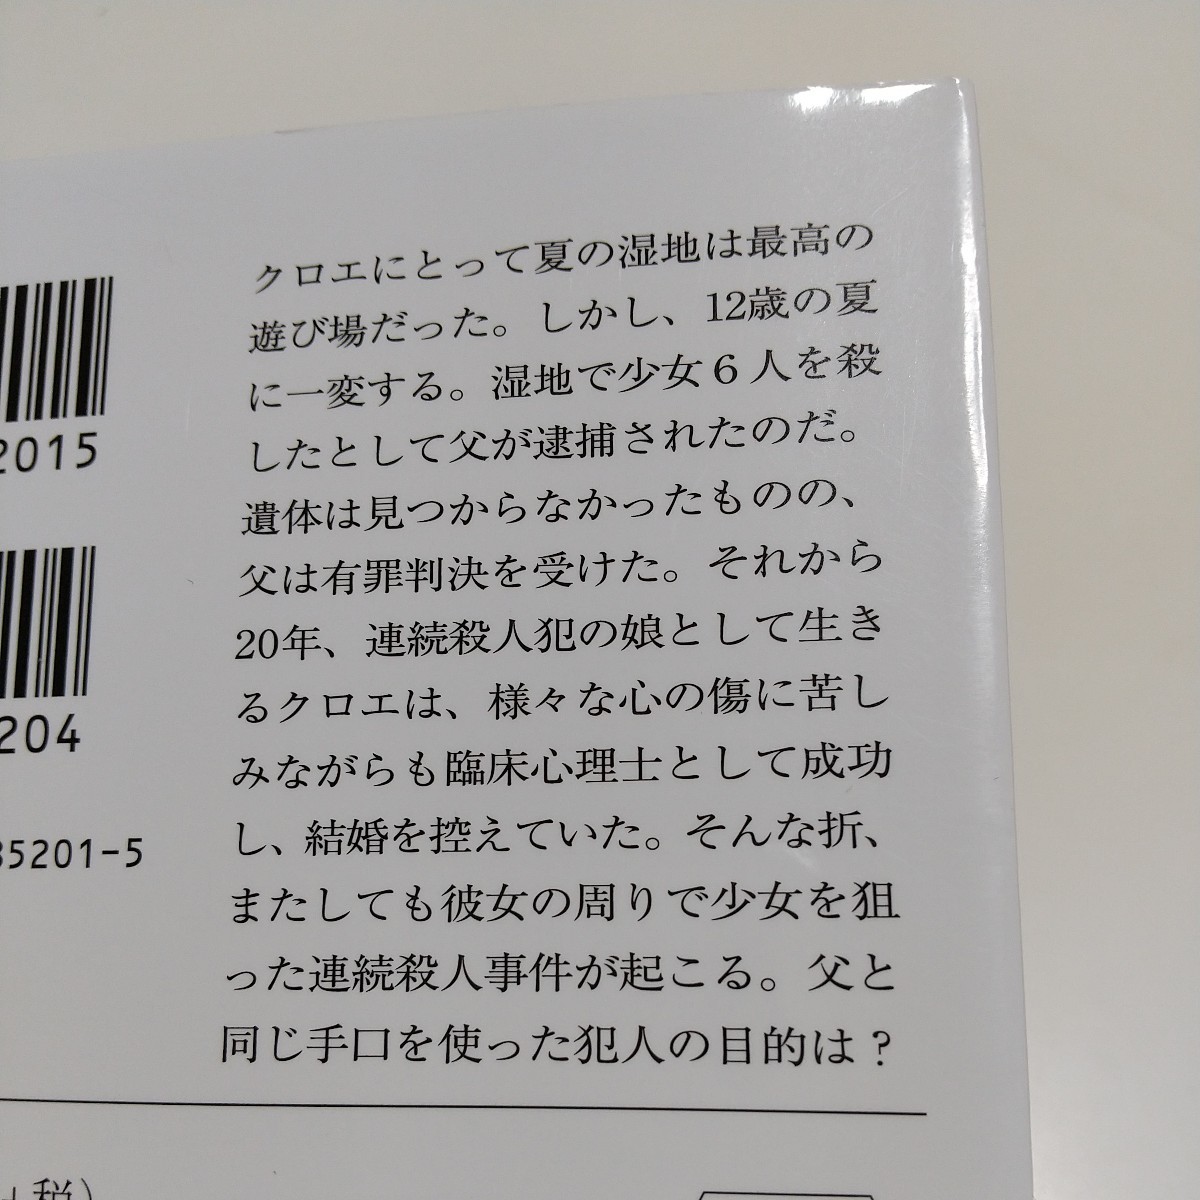 クロエにとって夏の湿地は最高の
遊び場だった。しかし、12歳の夏
に一変する。湿地で少女6人を殺
したとして父が逮捕されたのだ。
遺体は見つからなかったものの、
父は有罪判決を受けた。それから
20年、連続殺人犯の娘として生き
るクロエは、様々な心の傷に苦し
みながらも臨床心理士として成功
し、結婚を控えていた。そんな折、
またしても彼女の周りで少女を狙
った連続殺人事件が起こる。父と
同じ手口を使った犯人の目的は?
2015
204
35201-5
税)